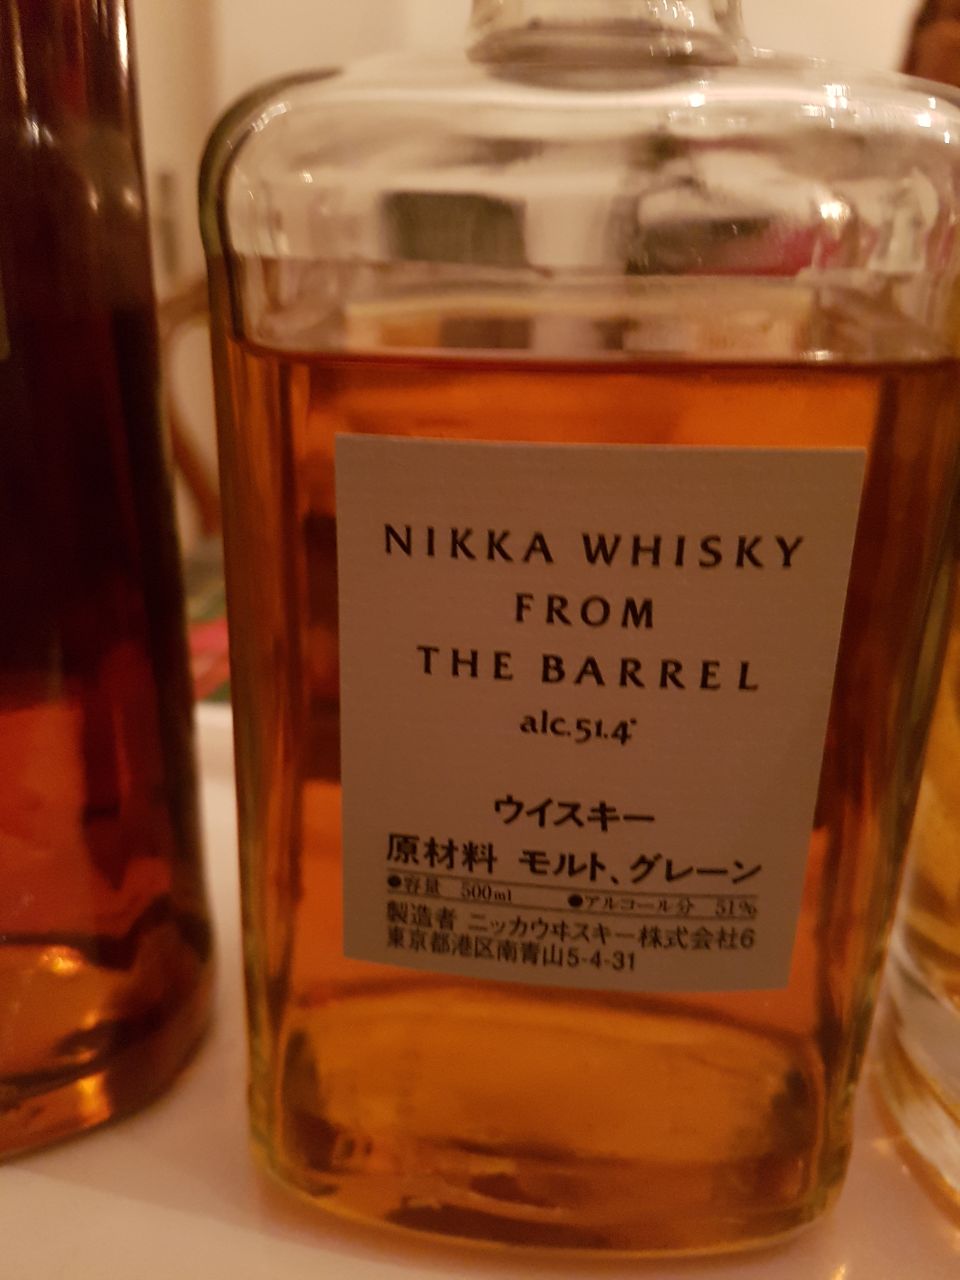 NIKKA WHISKY
FROM
THE BARREL
alc.51.4°
ウイスキー
原材料 モルト、グレーン
●容量 500ml ●アルコール分 51%
製造者 ニッカウヰスキー株式会社6
東京都港区南青山5-4-31